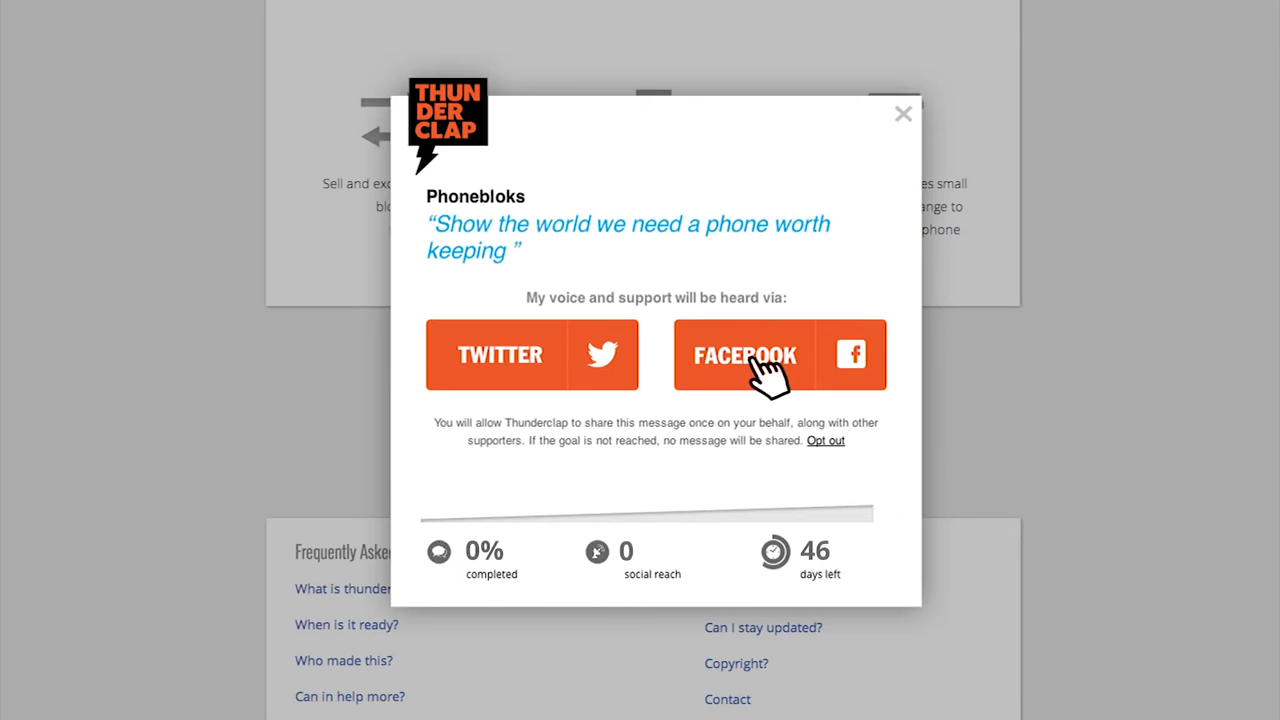 THUN
DER
CLAP
Sell and exc
es small
ange to
phone
Phonebloks
“Show the world we need a phone worth
keeping ”
My voice and support will be heard via:
TWITTER
FACEBOOK
You will allow Thunderclap to share this message once on your behalf, along with other
supporters. If the goal is not reached, no message will be shared. Opt out
0%
completed
0
social reach
46
days left
Frequently Aske
What is thunder
When is it ready?
Who made this?
Can in help more?
Can I stay updated?
Copyright?
Contact